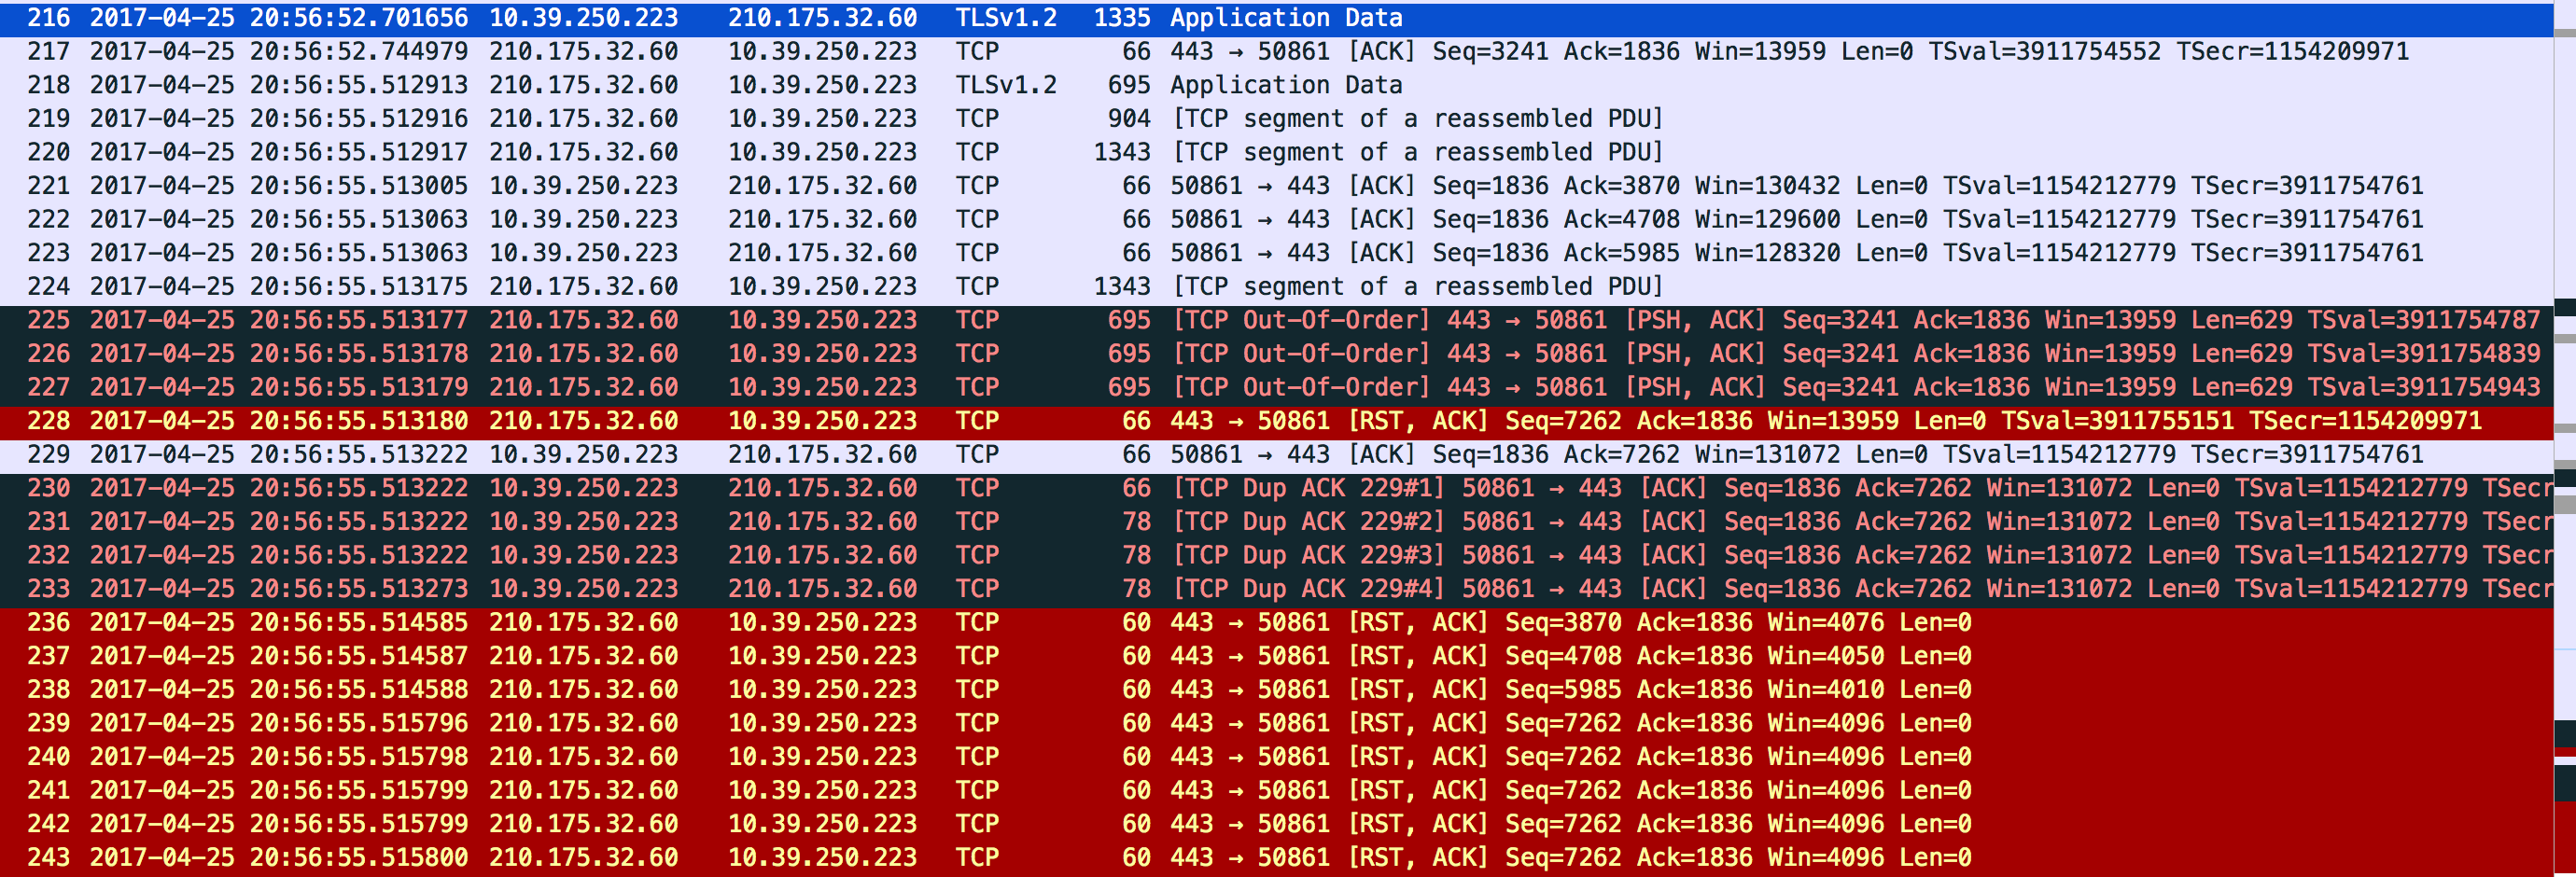 216 2017-04-25 20:56:52.701656 10.39.250.223 210.175.32.60 TLSv1.2 1335 Application Data
217 2017-04-25 20:56:52.744979 210.175.32.60 10.39.250.223 TCP 66 443 → 50861 [ACK] Seq=3241 Ack=1836 Win=13959 Len=0 TSval=3911754552 TSecr=1154209971
218 2017-04-25 20:56:55.512913 210.175.32.60 10.39.250.223 TLSv1.2 695 Application Data
219 2017-04-25 20:56:55.512916 210.175.32.60 10.39.250.223 TCP 904 [TCP segment of a reassembled PDU]
220 2017-04-25 20:56:55.512917 210.175.32.60 10.39.250.223 TCP 1343 [TCP segment of a reassembled PDU]
221 2017-04-25 20:56:55.513005 10.39.250.223 210.175.32.60 TCP 66 50861 → 443 [ACK] Seq=1836 Ack=3870 Win=130432 Len=0 TSval=1154212779 TSecr=3911754761
222 2017-04-25 20:56:55.513063 10.39.250.223 210.175.32.60 TCP 66 50861 → 443 [ACK] Seq=1836 Ack=4708 Win=129600 Len=0 TSval=1154212779 TSecr=3911754761
223 2017-04-25 20:56:55.513063 10.39.250.223 210.175.32.60 TCP 66 50861 → 443 [ACK] Seq=1836 Ack=5985 Win=128320 Len=0 TSval=1154212779 TSecr=3911754761
224 2017-04-25 20:56:55.513175 210.175.32.60 10.39.250.223 TCP 1343 [TCP segment of a reassembled PDU]
225 2017-04-25 20:56:55.513177 210.175.32.60 10.39.250.223 TCP 695 [TCP Out-Of-Order] 443 → 50861 [PSH, ACK] Seq=3241 Ack=1836 Win=13959 Len=629 TSval=3911754787
226 2017-04-25 20:56:55.513178 210.175.32.60 10.39.250.223 TCP 695 [TCP Out-Of-Order] 443 → 50861 [PSH, ACK] Seq=3241 Ack=1836 Win=13959 Len=629 TSval=3911754839
227 2017-04-25 20:56:55.513179 210.175.32.60 10.39.250.223 TCP 695 [TCP Out-Of-Order] 443 → 50861 [PSH, ACK] Seq=3241 Ack=1836 Win=13959 Len=629 TSval=3911754943
228 2017-04-25 20:56:55.513180 210.175.32.60 10.39.250.223 TCP 66 443 → 50861 [RST, ACK] Seq=7262 Ack=1836 Win=13959 Len=0 TSval=3911755151 TSecr=1154209971
229 2017-04-25 20:56:55.513222 10.39.250.223 210.175.32.60 TCP 66 50861 → 443 [ACK] Seq=1836 Ack=7262 Win=131072 Len=0 TSval=1154212779 TSecr=3911754761
230 2017-04-25 20:56:55.513222 10.39.250.223 210.175.32.60 TCP 66 [TCP Dup ACK 229#1] 50861 → 443 [ACK] Seq=1836 Ack=7262 Win=131072 Len=0 TSval=1154212779 TSecr
231 2017-04-25 20:56:55.513222 10.39.250.223 210.175.32.60 TCP 78 [TCP Dup ACK 229#2] 50861 → 443 [ACK] Seq=1836 Ack=7262 Win=131072 Len=0 TSval=1154212779 TSecr
232 2017-04-25 20:56:55.513222 10.39.250.223 210.175.32.60 TCP 78 [TCP Dup ACK 229#3] 50861 → 443 [ACK] Seq=1836 Ack=7262 Win=131072 Len=0 TSval=1154212779 TSecr
233 2017-04-25 20:56:55.513273 10.39.250.223 210.175.32.60 TCP 78 [TCP Dup ACK 229#4] 50861 → 443 [ACK] Seq=1836 Ack=7262 Win=131072 Len=0 TSval=1154212779 TSecr
236 2017-04-25 20:56:55.514585 210.175.32.60 10.39.250.223 TCP 60 443 → 50861 [RST, ACK] Seq=3870 Ack=1836 Win=4076 Len=0
237 2017-04-25 20:56:55.514587 210.175.32.60 10.39.250.223 TCP 60 443 → 50861 [RST, ACK] Seq=4708 Ack=1836 Win=4050 Len=0
238 2017-04-25 20:56:55.514588 210.175.32.60 10.39.250.223 TCP 60 443 → 50861 [RST, ACK] Seq=5985 Ack=1836 Win=4010 Len=0
239 2017-04-25 20:56:55.515796 210.175.32.60 10.39.250.223 TCP 60 443 → 50861 [RST, ACK] Seq=7262 Ack=1836 Win=4096 Len=0
240 2017-04-25 20:56:55.515798 210.175.32.60 10.39.250.223 TCP 60 443 → 50861 [RST, ACK] Seq=7262 Ack=1836 Win=4096 Len=0
241 2017-04-25 20:56:55.515799 210.175.32.60 10.39.250.223 TCP 60 443 → 50861 [RST, ACK] Seq=7262 Ack=1836 Win=4096 Len=0
242 2017-04-25 20:56:55.515799 210.175.32.60 10.39.250.223 TCP 60 443 → 50861 [RST, ACK] Seq=7262 Ack=1836 Win=4096 Len=0
243 2017-04-25 20:56:55.515800 210.175.32.60 10.39.250.223 TCP 60 443 → 50861 [RST, ACK] Seq=7262 Ack=1836 Win=4096 Len=0